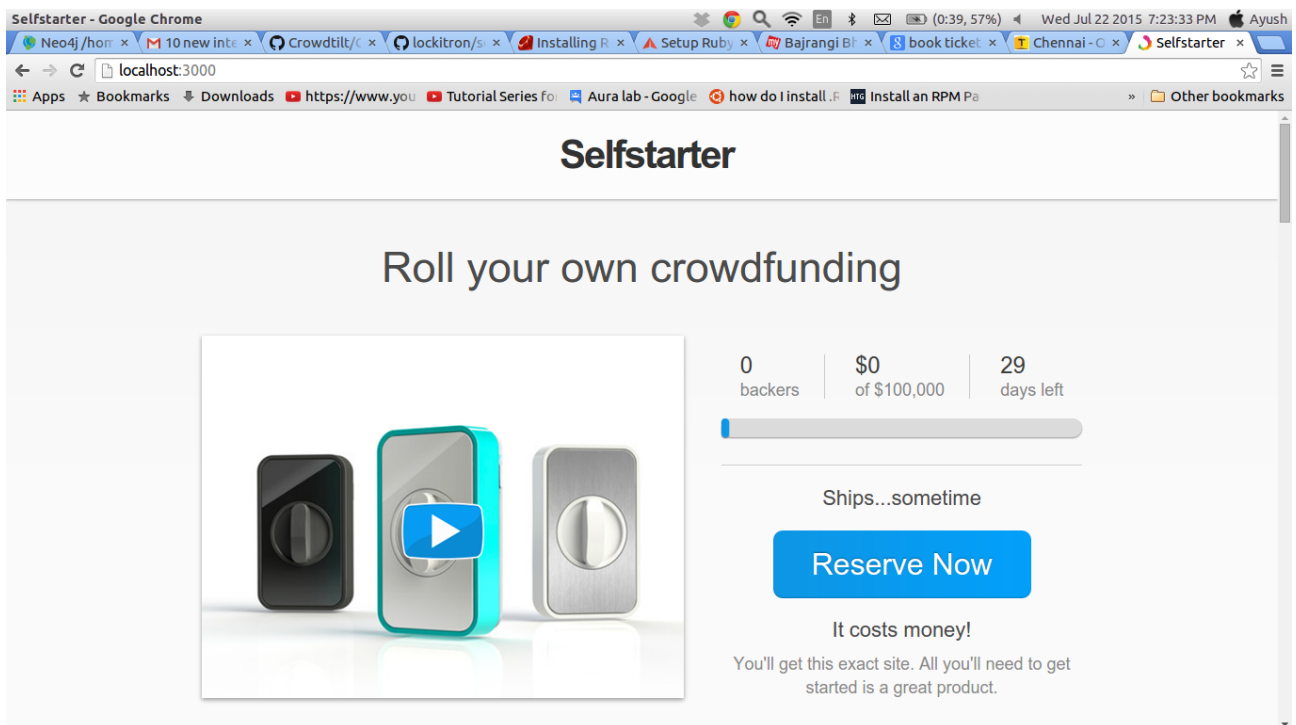 Selfstarter - Google Chrome
En
(0:39, 57%)
Wed Jul 22 2015 7:23:33 PM
Ayush
Neo4j /hom
10 new inte
Crowdtilt/C
lockitron/s
Installing R
Setup Ruby
Bajrangi Bh
book ticket
Chennai - O
Selfstarter
localhost:3000
Apps
Bookmarks
Downloads
https://www.you
Tutorial Series for
Aura lab - Google
how do I install .R
HTG
Install an RPM Pa
»
Other bookmarks
Selfstarter
Roll your own crowdfunding
0
backers
$0
of $100,000
29
days left
Ships...sometime
Reserve Now
It costs money!
You'll get this exact site. All you'll need to get
started is a great product.